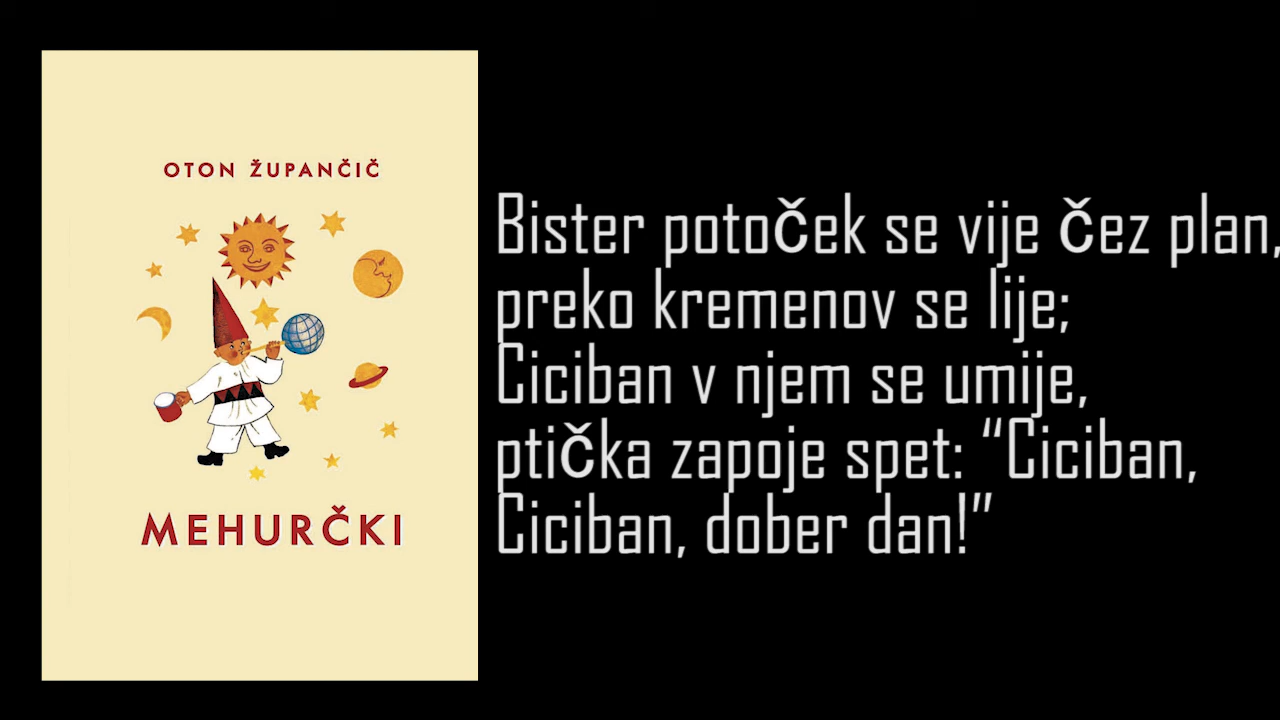 OTON ŽUPANČIČ
MEHURČKI
Bister potoček se vije čez plan,
preko kremenov se lije;
Ciciban v njem se umije,
ptička zapoje spet: “Ciciban,
Ciciban, dober dan!”